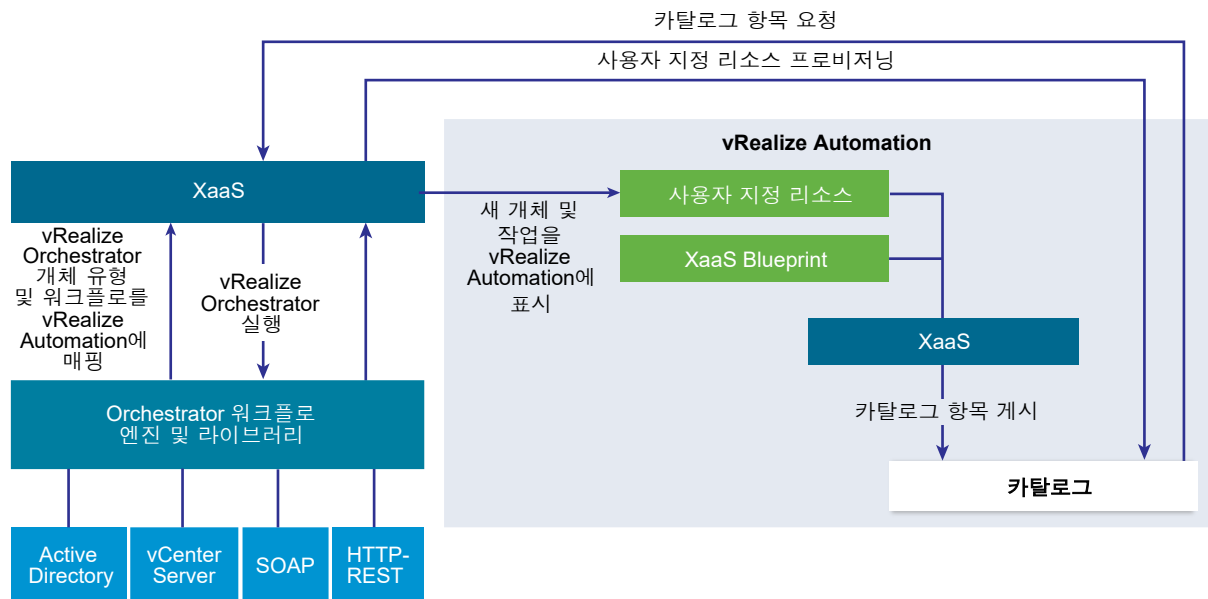 카탈로그 항목 요청
사용자 지정 리소스 프로비저닝
vRealize Automation
XaaS
사용자 지정 리소스
새 개체 및
작업을
vRealize
Automation에
표시
XaaS Blueprint
vRealize
Orchestrator
개체 유형
및 워크플로를
vRealize
Automation에
매핑
vRealize
Orchestrator
실행
XaaS
카탈로그 항목 게시
Orchestrator 워크플로
엔진 및 라이브러리
카탈로그
Active
Directory
vCenter
Server
SOAP
HTTP-
REST